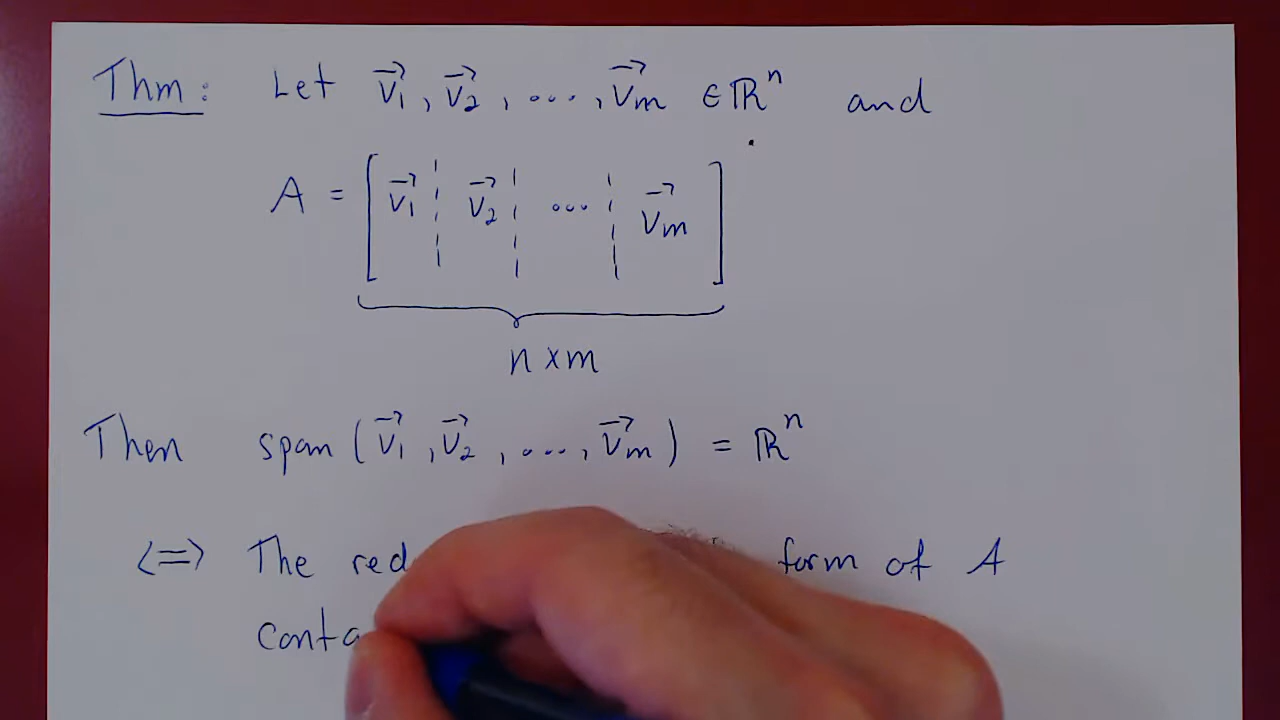 Thm: Let v⃗₁, v⃗₂, ..., v⃗ₘ ∈ ℝⁿ and
A = [ v⃗₁ ¦ v⃗₂ ¦ ... ¦ v⃗ₘ ]
n × m
Then span (v⃗₁, v⃗₂, ..., v⃗ₘ) = ℝⁿ
<=> The red form of A
conta